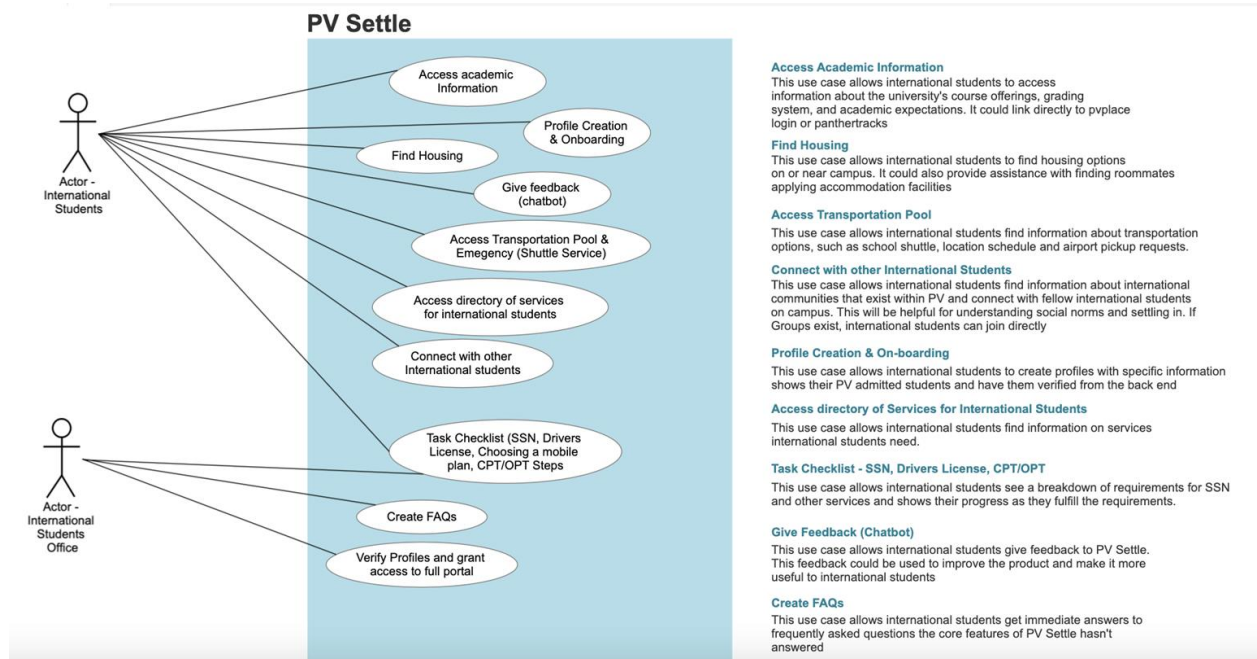 PV Settle
Access academic
Information
Profile Creation
& Onboarding
Find Housing
Give feedback
(chatbot)
Access Transportation Pool &
Emegency (Shuttle Service)
Access directory of services
for international students
Connect with other
International students
Task Checklist (SSN, Drivers
License, Choosing a mobile
plan, CPT/OPT Steps
Create FAQs
Verify Profiles and grant
access to full portal
Actor -
International
Students
Actor -
International
Students
Office
Access Academic Information
This use case allows international students to access
information about the university's course offerings, grading
system, and academic expectations. It could link directly to pvplace
login or panthertracks
Find Housing
This use case allows international students to find housing options
on or near campus. It could also provide assistance with finding roommates
applying accommodation facilities
Access Transportation Pool
This use case allows international students find information about transportation
options, such as school shuttle, location schedule and airport pickup requests.
Connect with other International Students
This use case allows international students find information about international
communities that exist within PV and connect with fellow international students
on campus. This will be helpful for understanding social norms and settling in. If
Groups exist, international students can join directly
Profile Creation & On-boarding
This use case allows international students to create profiles with specific information
shows their PV admitted students and have them verified from the back end
Access directory of Services for International Students
This use case allows international students find information on services
international students need.
Task Checklist - SSN, Drivers License, CPT/OPT
This use case allows international students see a breakdown of requirements for SSN
and other services and shows their progress as they fulfill the requirements.
Give Feedback (Chatbot)
This use case allows international students give feedback to PV Settle.
This feedback could be used to improve the product and make it more
useful to international students
Create FAQs
This use case allows international students get immediate answers to
frequently asked questions the core features of PV Settle hasn't
answered